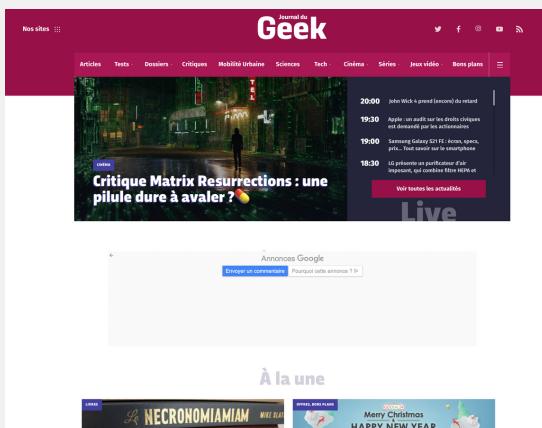 Nos sites
Journal du
Geek
Articles Tests Dossiers Critiques Mobilité Urbaine Sciences Tech Cinéma Séries Jeux vidéo Bons plans
HOTEL
CINÉMA
Critique Matrix Resurrections : une
pilule dure à avaler ?
20:00 John Wick 4 prend (encore) du retard
19:30 Apple : un audit sur les droits civiques
est demandé par les actionnaires
19:00 Samsung Galaxy S21 FE : écran, specs,
prix... Tout savoir sur le smartphone
18:30 LG présente un purificateur d'air
imposant, qui combine filtre HEPA et
Voir toutes les actualités
Live
Annonces Google
Envoyer un commentaire Pourquoi cette annonce ?
À la une
LIVRES
Le NECRONOMIAMIAM
OFFRES, BONS PLANS
Merry Christmas
HAPPY NEW YEAR